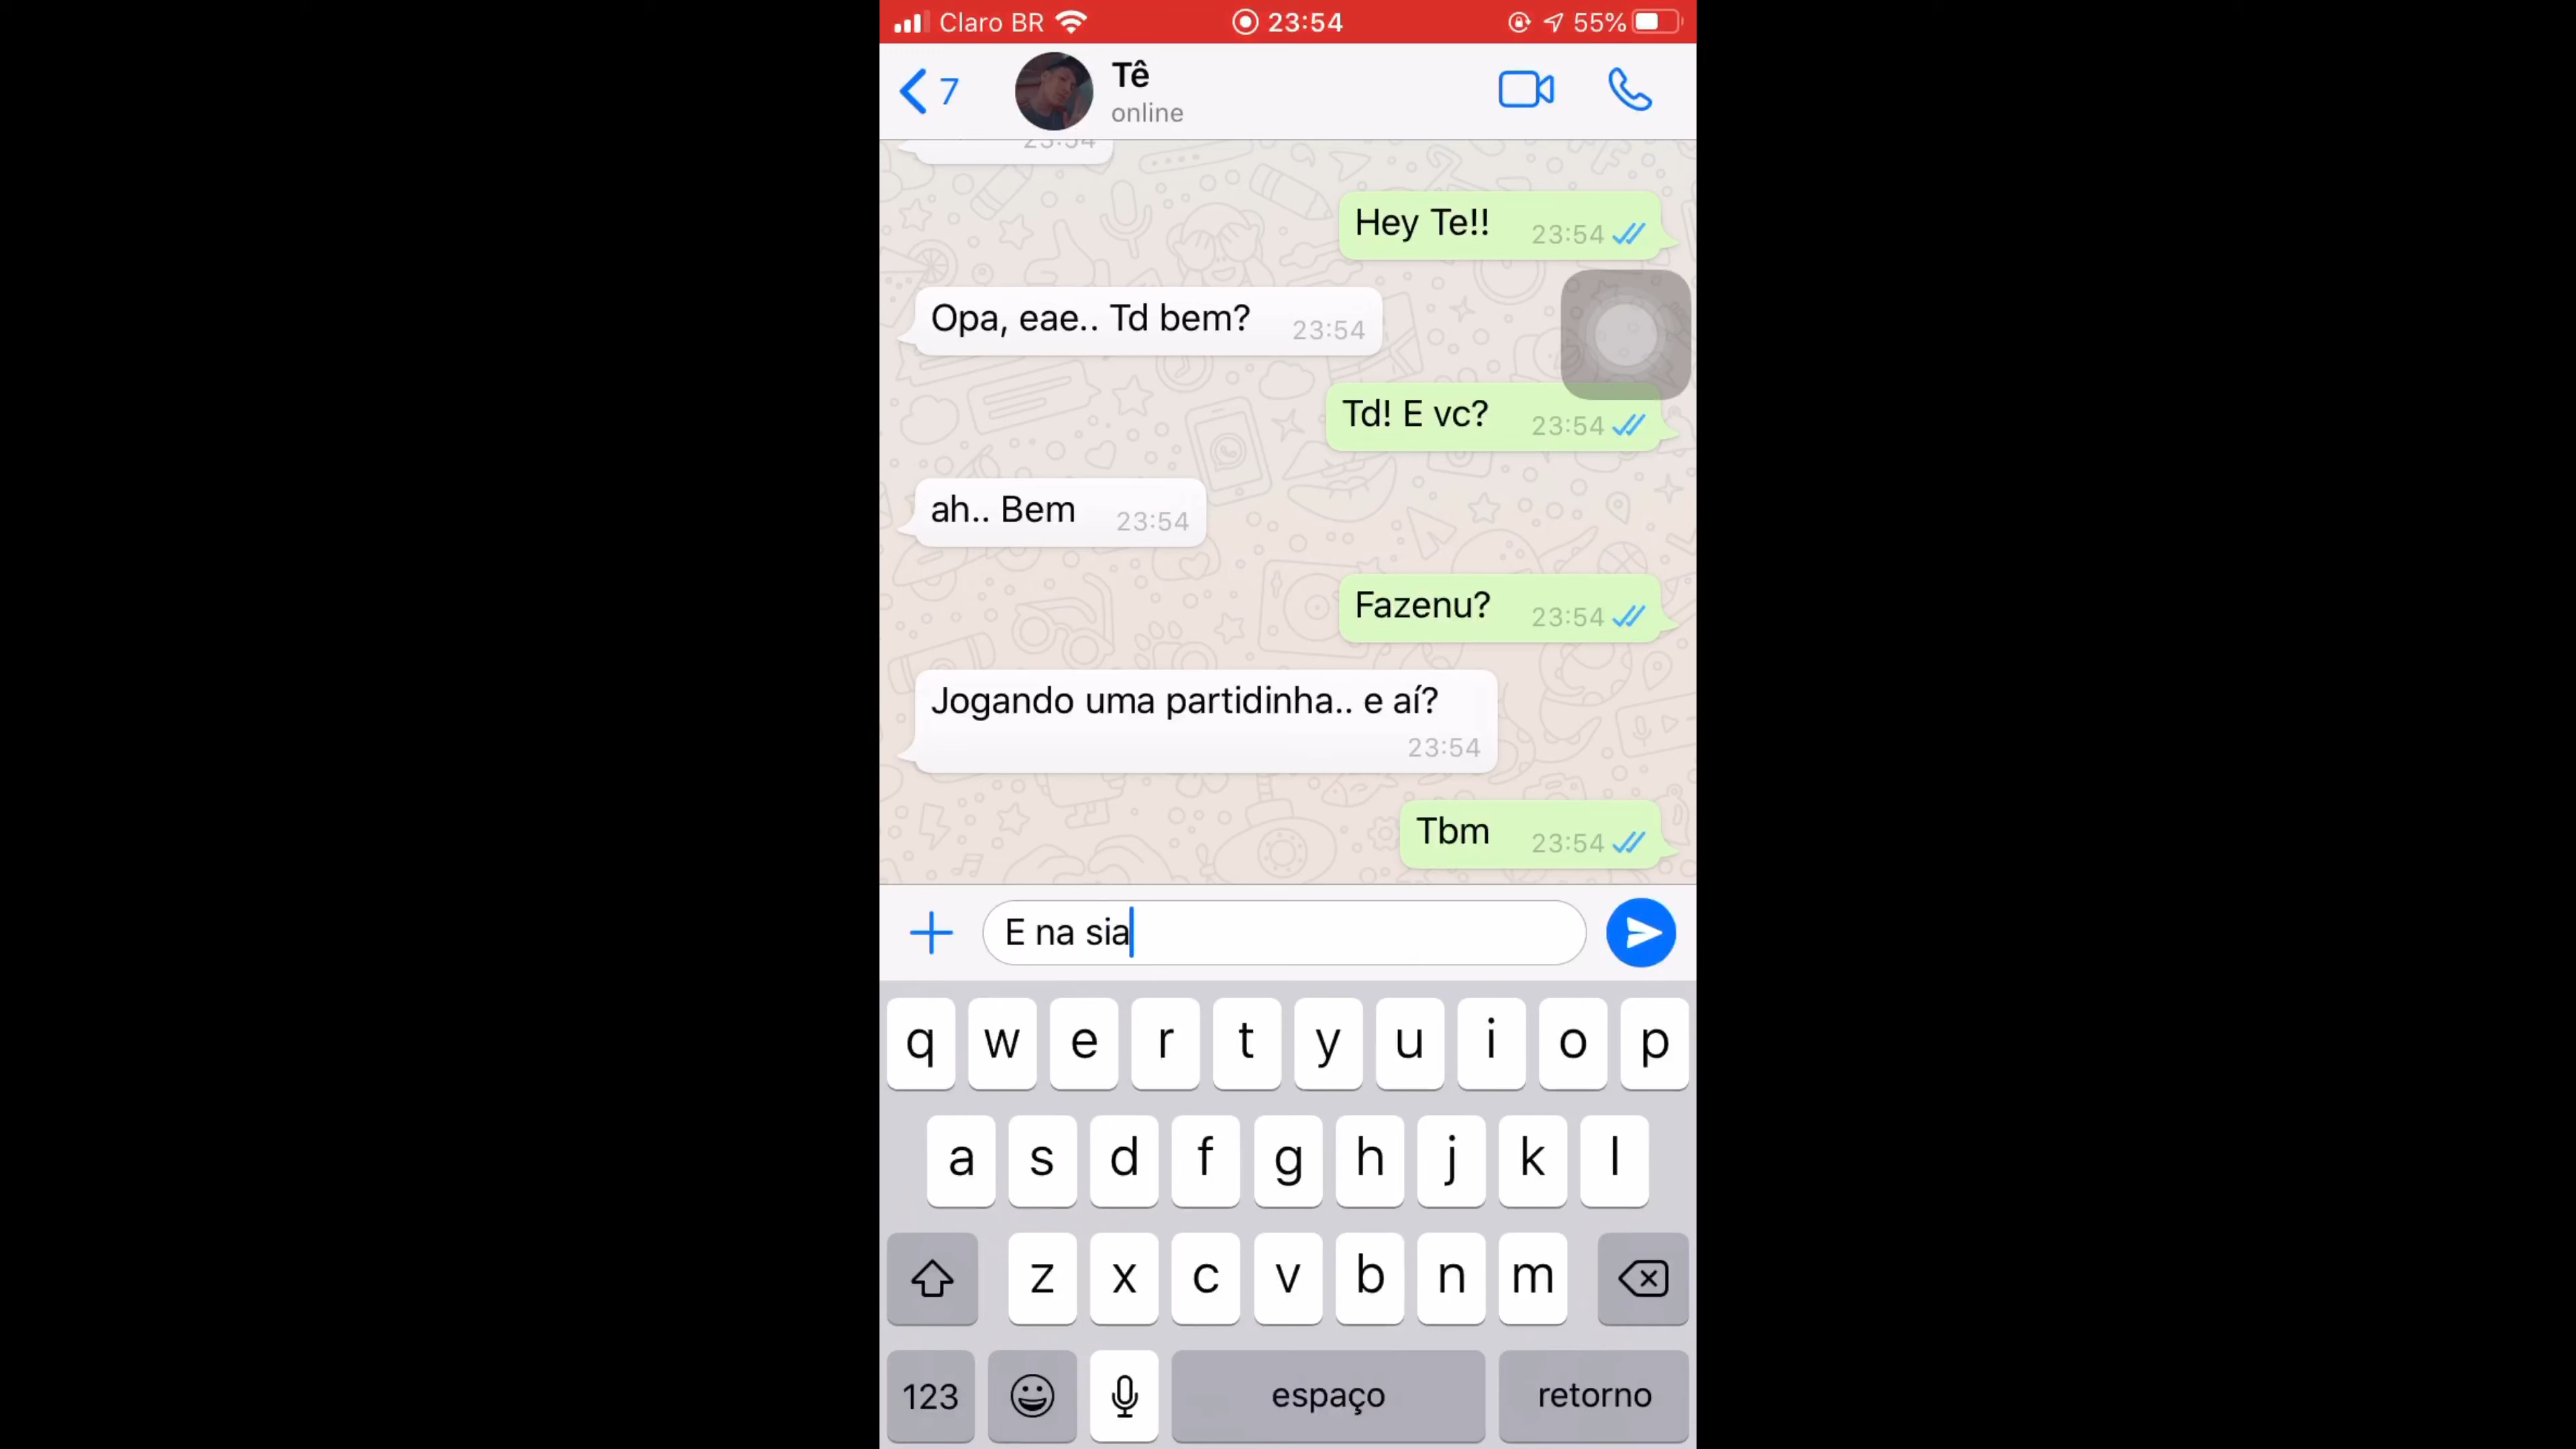 Claro BR 23:54 55%
7 Tê
online
23:54
Hey Te!! 23:54
Opa, eae.. Td bem? 23:54
Td! E vc? 23:54
ah.. Bem 23:54
Fazenu? 23:54
Jogando uma partidinha.. e aí?
23:54
Tbm 23:54
E na sia
q w e r t y u i o p
a s d f g h j k l
z x c v b n m
123 espaço retorno